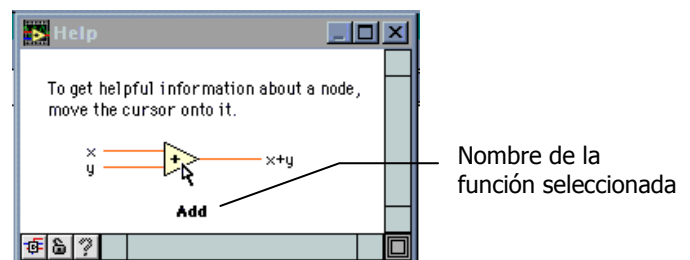 Help
To get helpful information about a node,
move the cursor onto it.
x
y
+
x+y
Add
?
Nombre de la
función seleccionada